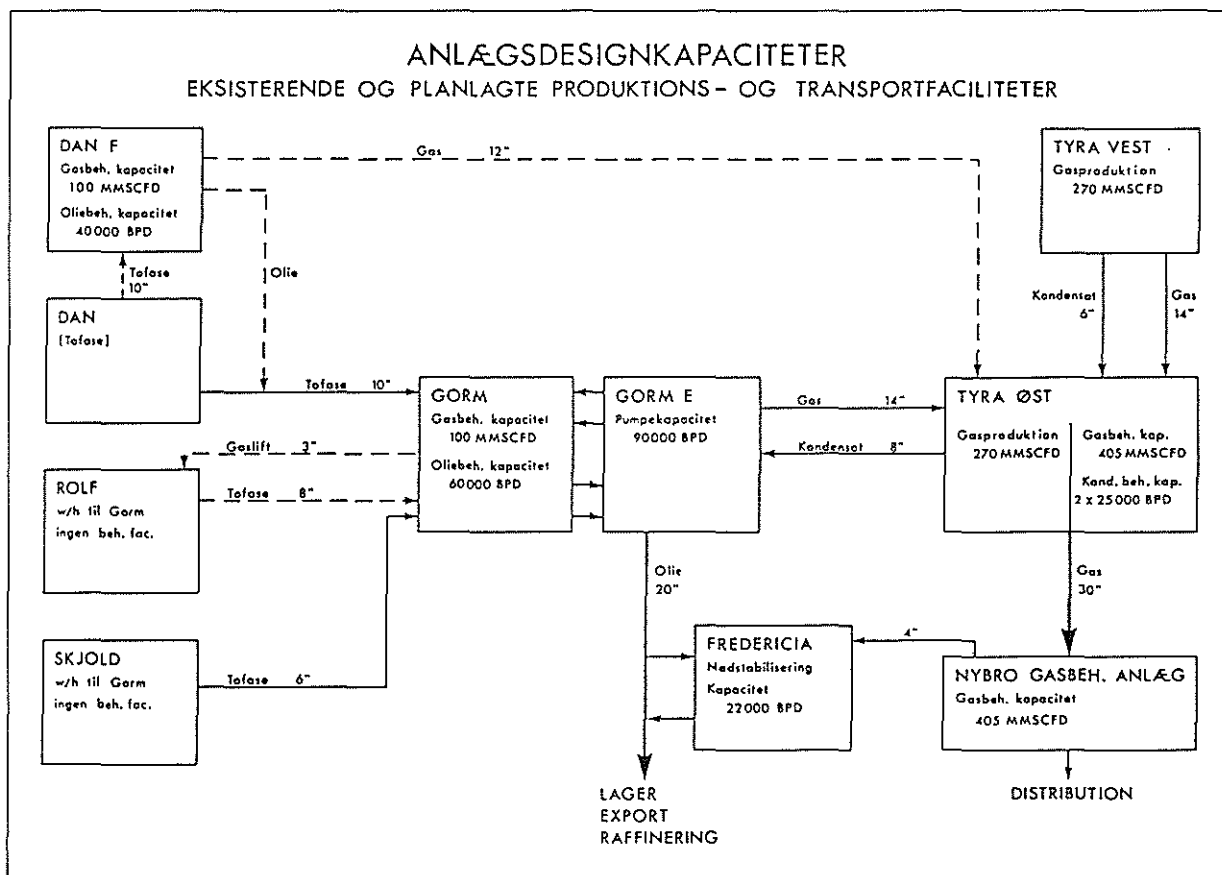 ANLÆGSDESIGNKAPACITETER
EKSISTERENDE OG PLANLAGTE PRODUKTIONS- OG TRANSPORTFACILITETER
DAN F
Gasbeh. kapacitet
100 MMSCFD
Oliebeh. kapacitet
40000 BPD
Gas 12"
TYRA VEST
Gasproduktion
270 MMSCFD
Tofase
10"
Olie
Kondensat
6"
Gas
14"
DAN
[Tofase]
Tofase 10"
GORM
Gasbeh. kapacitet
100 MMSCFD
Oliebeh. kapacitet
60000 BPD
GORM E
Pumpekapacitet
90000 BPD
Gas 14"
Kondensat 8"
TYRA ØST
Gasproduktion
270 MMSCFD
Gasbeh. kap.
405 MMSCFD
Kond. beh. kap.
2 x 25000 BPD
Gaslift 3"
Tofase 8"
ROLF
w/h til Gorm
ingen beh. fac.
Olie
20"
Gas
30"
SKJOLD
w/h til Gorm
ingen beh. fac.
Tofase 6"
FREDERICIA
Nødstabilisering
Kapacitet
22000 BPD
4"
NYBRO GASBEH. ANLÆG
Gasbeh. kapacitet
405 MMSCFD
LAGER
EXPORT
RAFFINERING
DISTRIBUTION